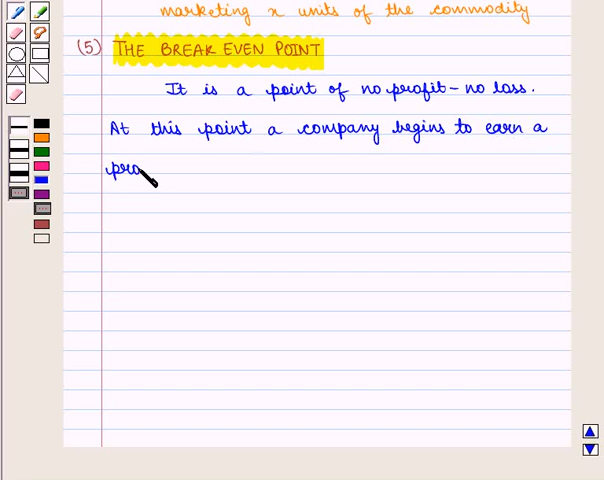 marketing x units of the commodity
(5) THE BREAK EVEN POINT
It is a point of no profit - no loss.
At this point a company begins to earn a
pro